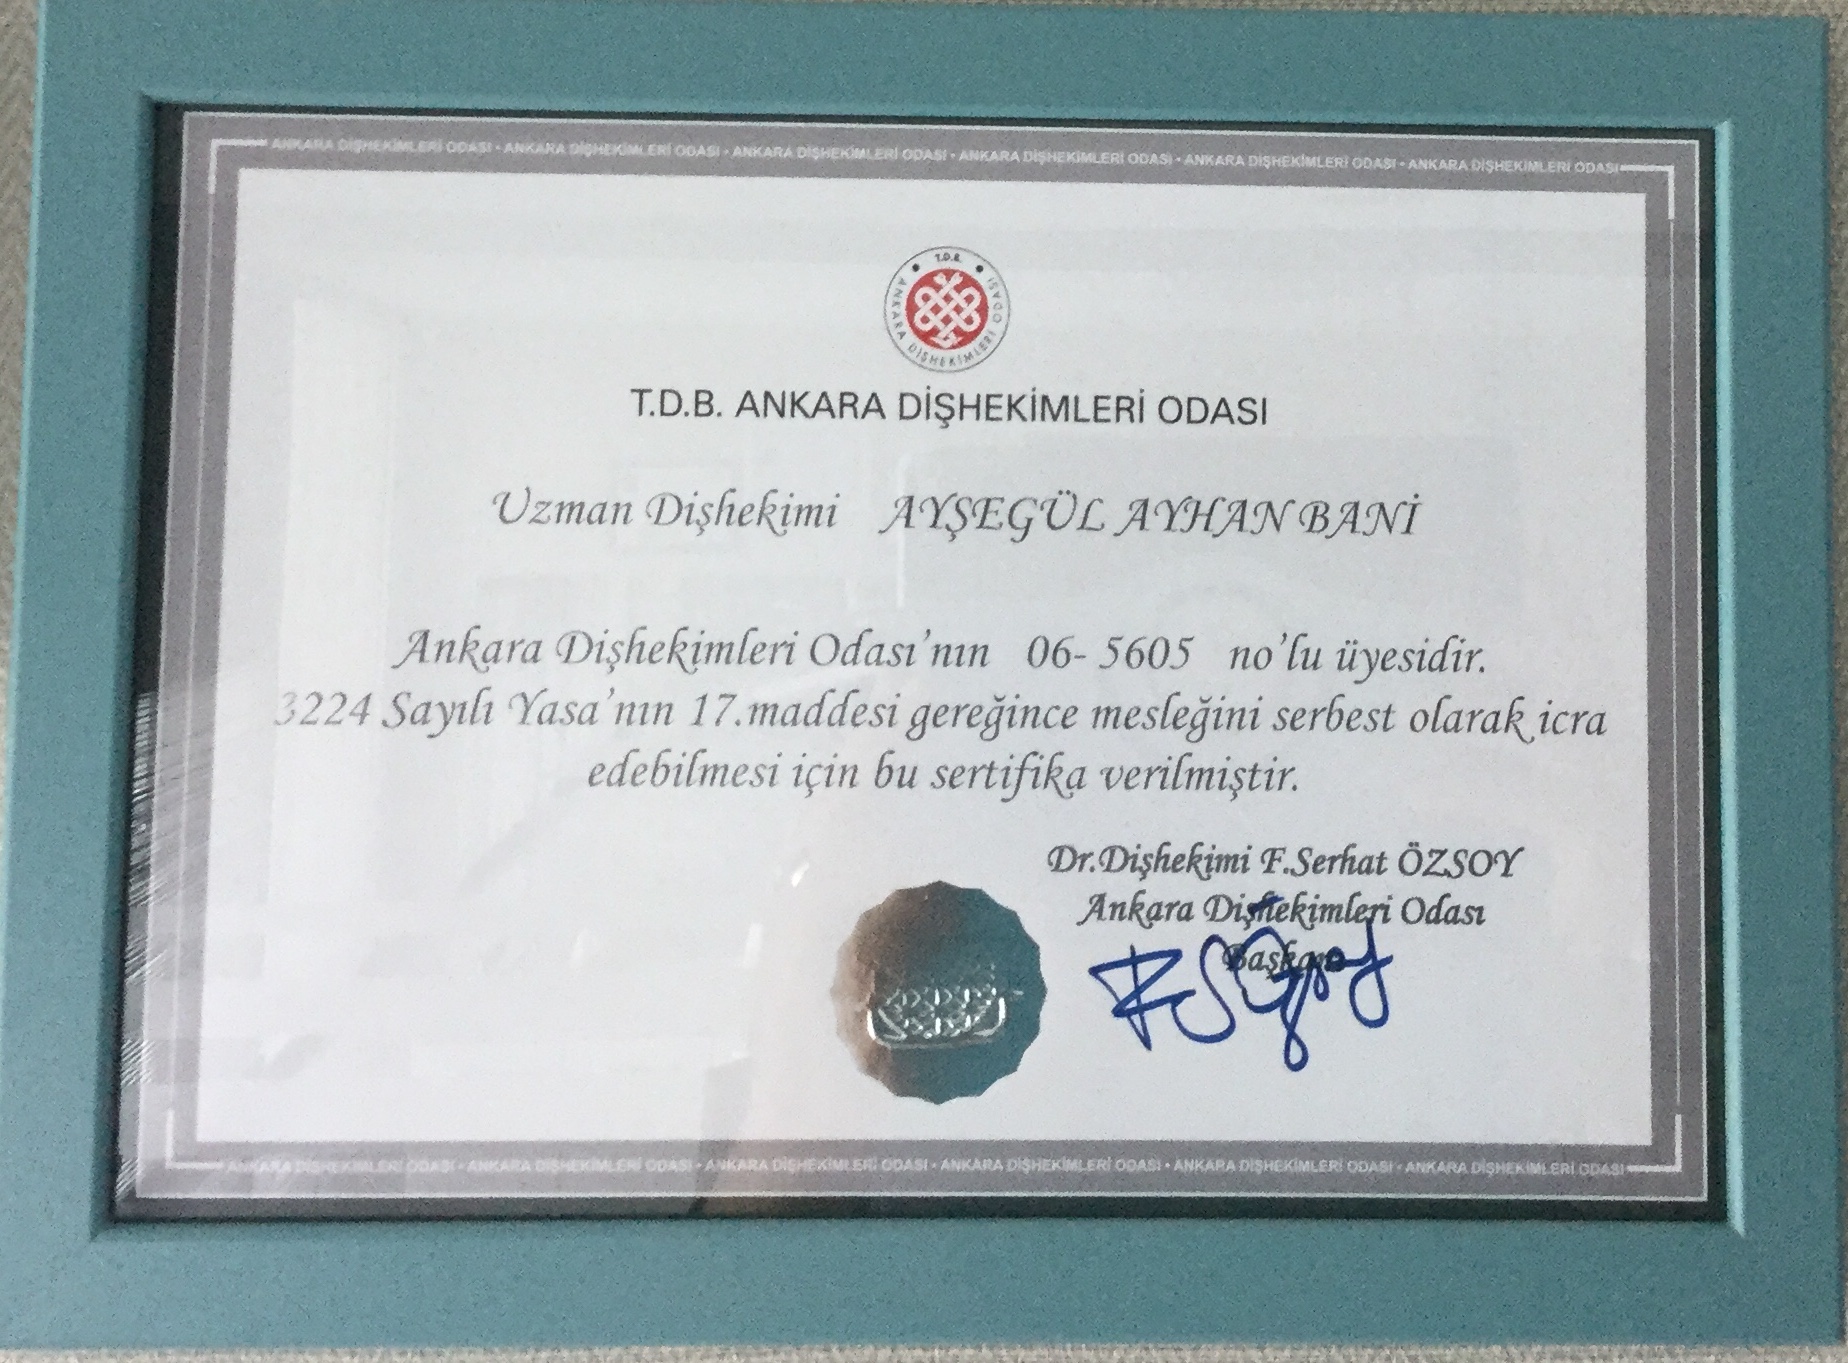 ANKARA DİŞHEKİMLERİ ODASI • ANKARA DİŞHEKİMLERİ ODASI • ANKARA DİŞHEKİMLERİ ODASI • ANKARA DİŞHEKİMLERİ ODASI • ANKARA DİŞHEKİMLERİ ODASI • ANKARA DİŞHEKİMLERİ ODASI
T.D.B.
ANKARA DİŞHEKİMLERİ ODASI
T.D.B. ANKARA DİŞHEKİMLERİ ODASI
Uzman Dişhekimi AYŞEGÜL AYHAN BANİ
Ankara Dişhekimleri Odası'nın 06- 5605 no'lu üyesidir.
3224 Sayılı Yasa'nın 17.maddesi gereğince mesleğini serbest olarak icra
edebilmesi için bu sertifika verilmiştir.
Dr.Dişhekimi F.Serhat ÖZSOY
Ankara Dişhekimleri Odası
Başkanı
ANKARA DİŞHEKİMLERİ ODASI • ANKARA DİŞHEKİMLERİ ODASI • ANKARA DİŞHEKİMLERİ ODASI • ANKARA DİŞHEKİMLERİ ODASI • ANKARA DİŞHEKİMLERİ ODASI • ANKARA DİŞHEKİMLERİ ODASI